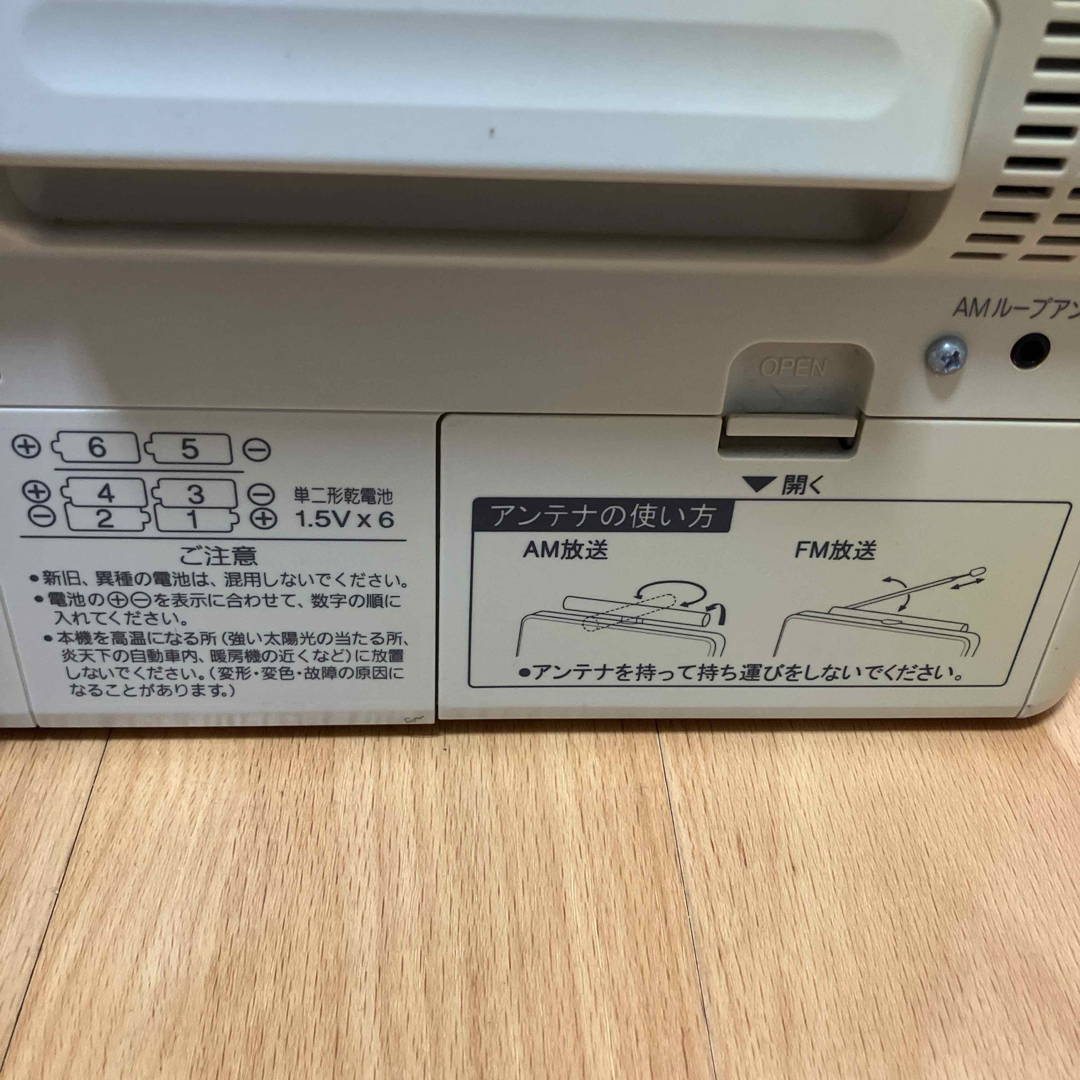 AMループアン
OPEN
▼開く
⊕ 6 5 ⊖
⊕ 4 3 ⊖
⊖ 2 1 ⊕
単二形乾電池
1.5V x 6
ご注意
●新旧、異種の電池は、混用しないでください。
●電池の⊕⊖を表示に合わせて、数字の順に
入れてください。
●本機を高温になる所(強い太陽光の当たる所、
炎天下の自動車内、暖房機の近くなど)に放置
しないでください。(変形・変色・故障の原因に
なることがあります。)
アンテナの使い方
AM放送
FM放送
●アンテナを持って持ち運びをしないでください。